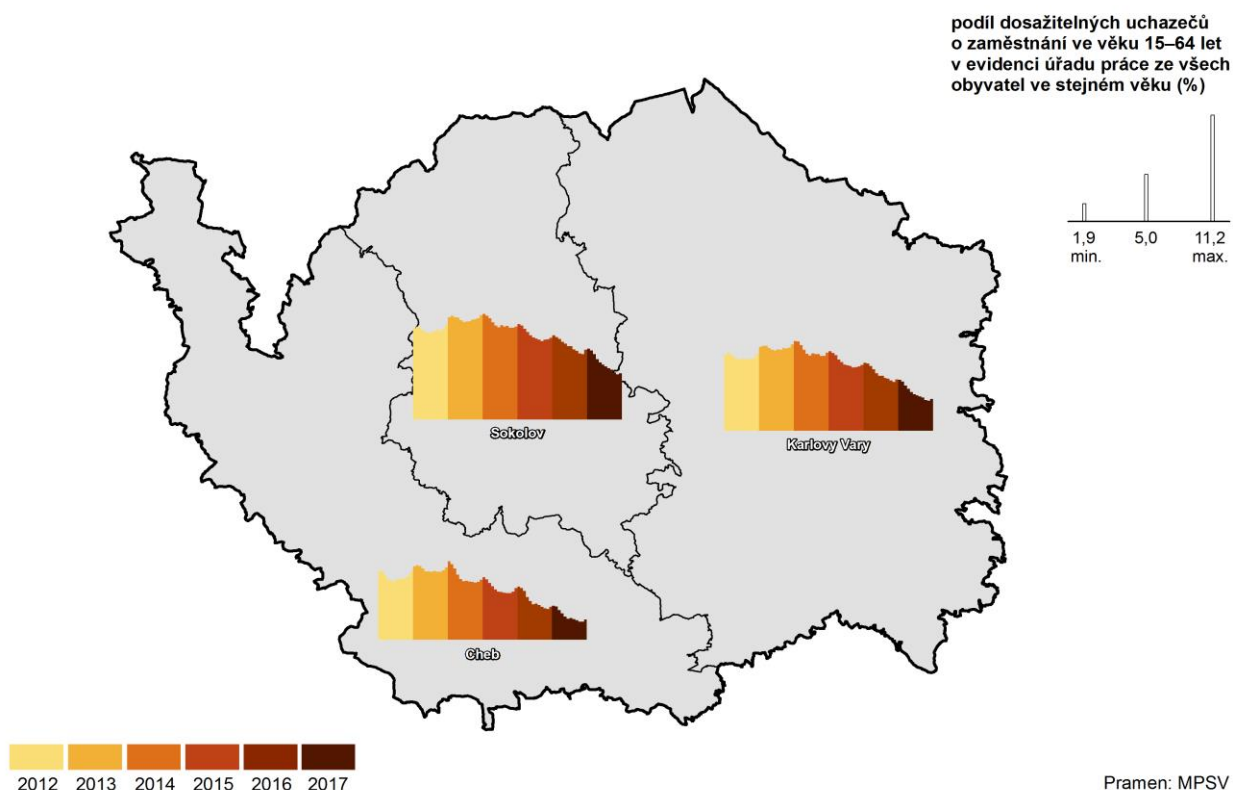 podíl dosažitelných uchazečů
o zaměstnání ve věku 15–64 let
v evidenci úřadu práce ze všech
obyvatel ve stejném věku (%)
1,9 5,0 11,2
min. max.
Sokolov
Karlovy Vary
Cheb
2012 2013 2014 2015 2016 2017
Pramen: MPSV